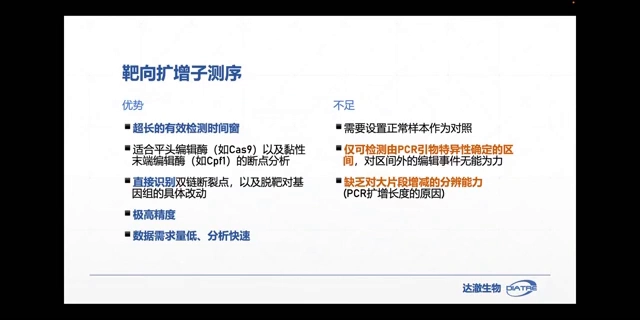 靶向扩增子测序
优势
超长的有效检测时间窗
适合平头编辑酶（如Cas9）以及黏性
末端编辑酶（如Cpf1）的断点分析
直接识别双链断裂点，以及脱靶对基
因组的具体改动
极高精度
数据需求量低、分析快速
不足
需要设置正常样本作为对照
仅可检测由PCR引物特异性确定的区
间，对区间外的编辑事件无能为力
缺乏对大片段增减的分辨能力
(PCR扩增长度的原因)
达澈生物 DIATRE